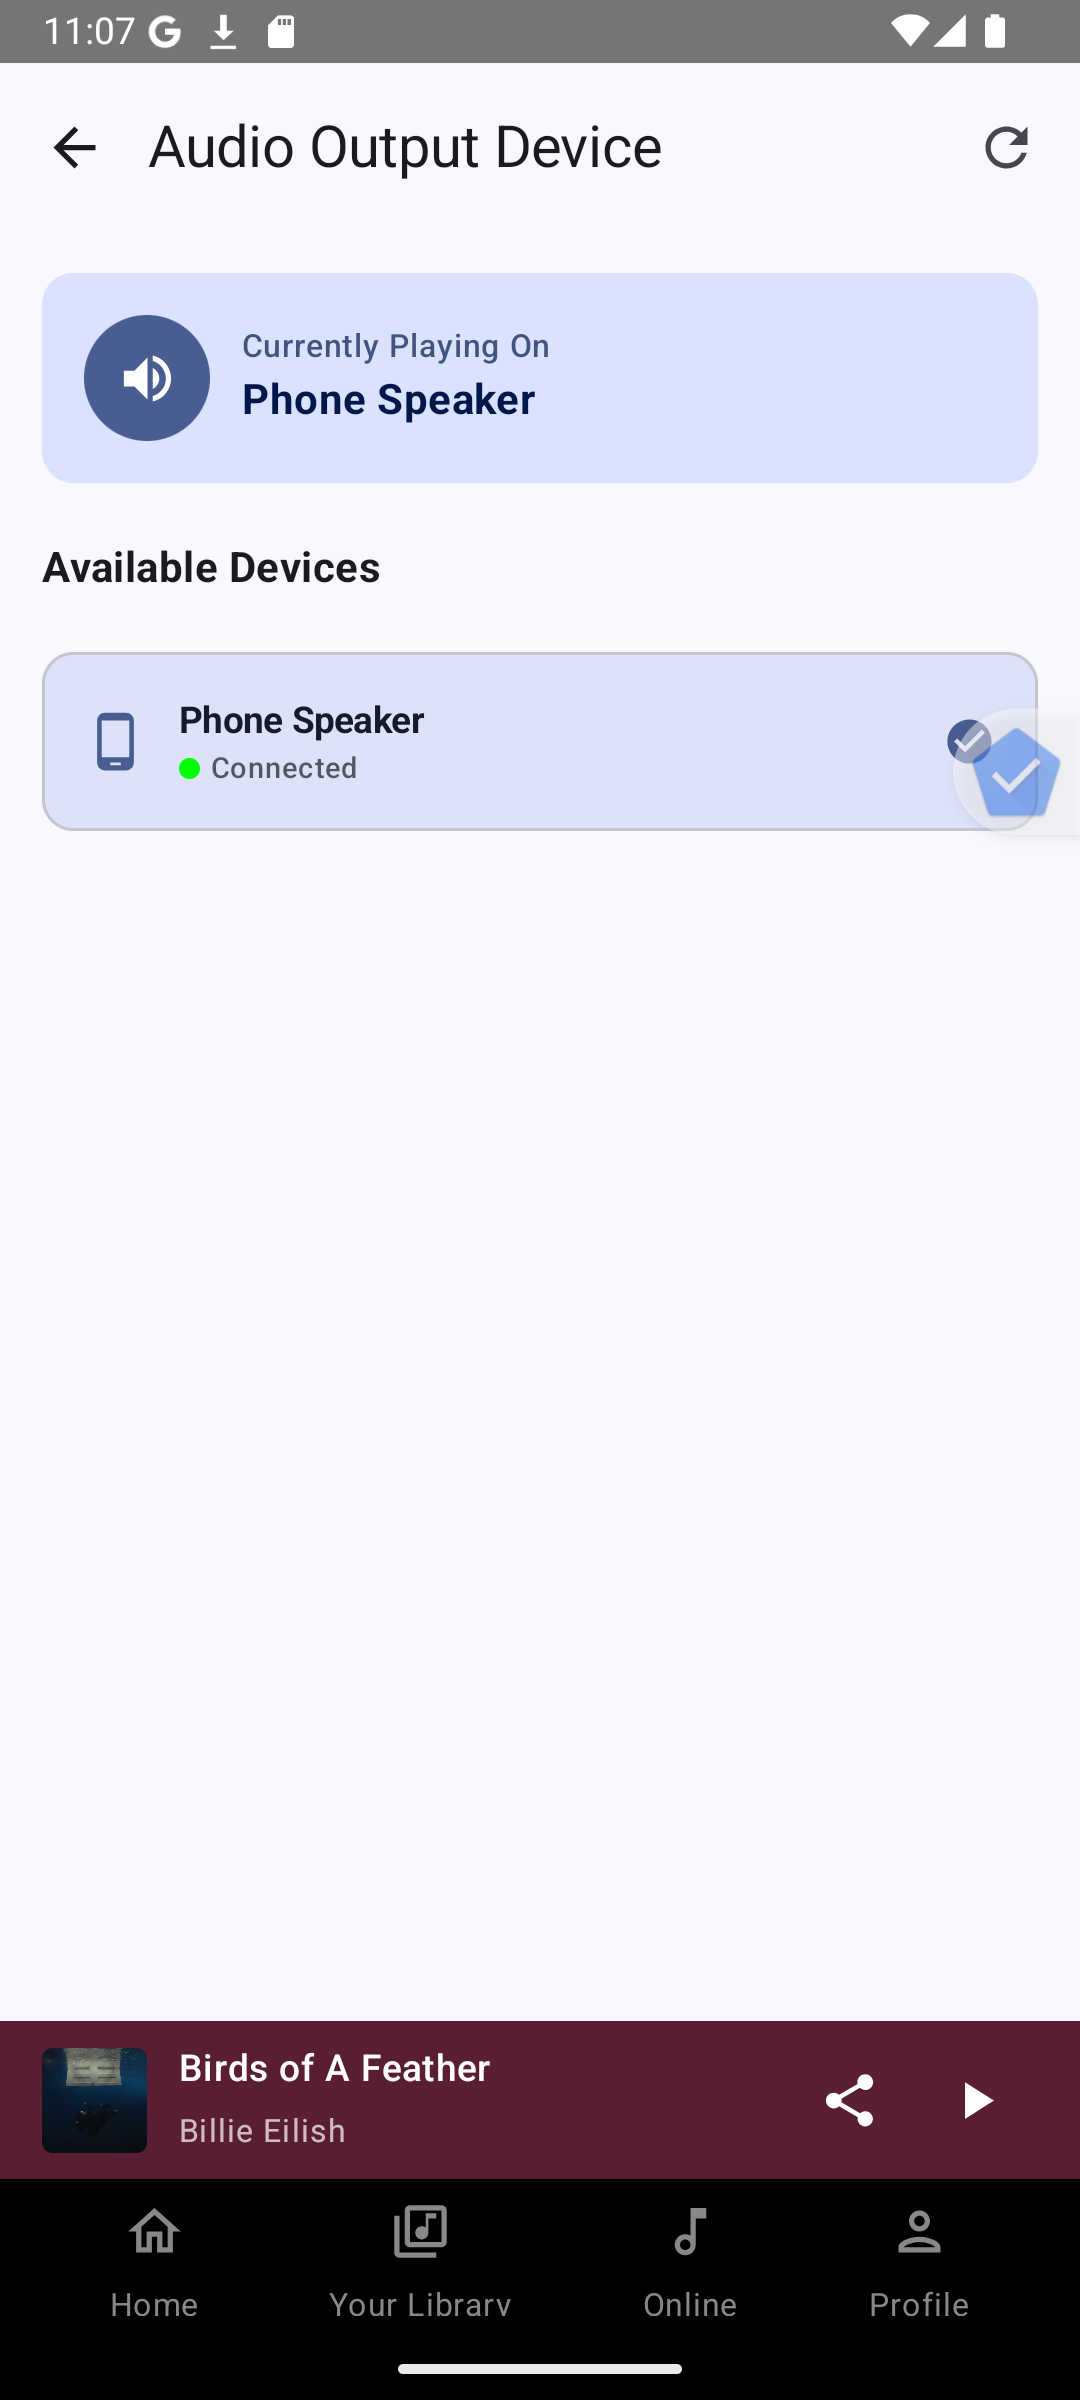 11:07
Audio Output Device
Currently Playing On
Phone Speaker
Available Devices
Phone Speaker
Connected
Birds of A Feather
Billie Eilish
Home
Your Library
Online
Profile